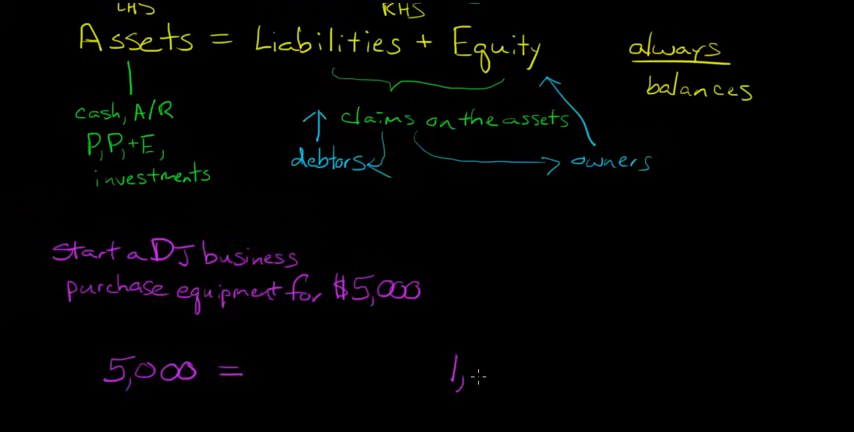 LHS RHS
Assets = Liabilities + Equity always
balances
cash, A/R claims on the assets
P,P,+E, debtors owners
investments
Start a DJ business
purchase equipment for $5,000
5,000 = 1,